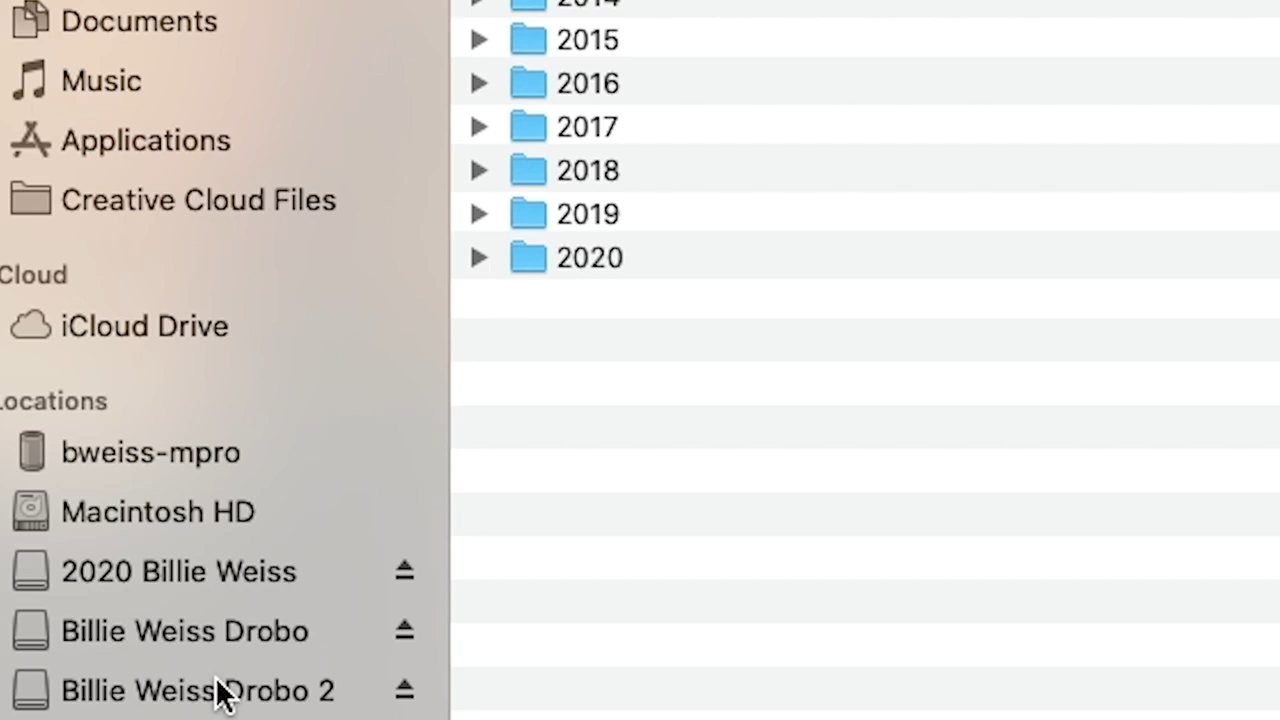 Documents
Music
Applications
Creative Cloud Files
Cloud
iCloud Drive
Locations
bweiss-mpro
Macintosh HD
2020 Billie Weiss
Billie Weiss Drobo
Billie Weiss Drobo 2
2014
2015
2016
2017
2018
2019
2020